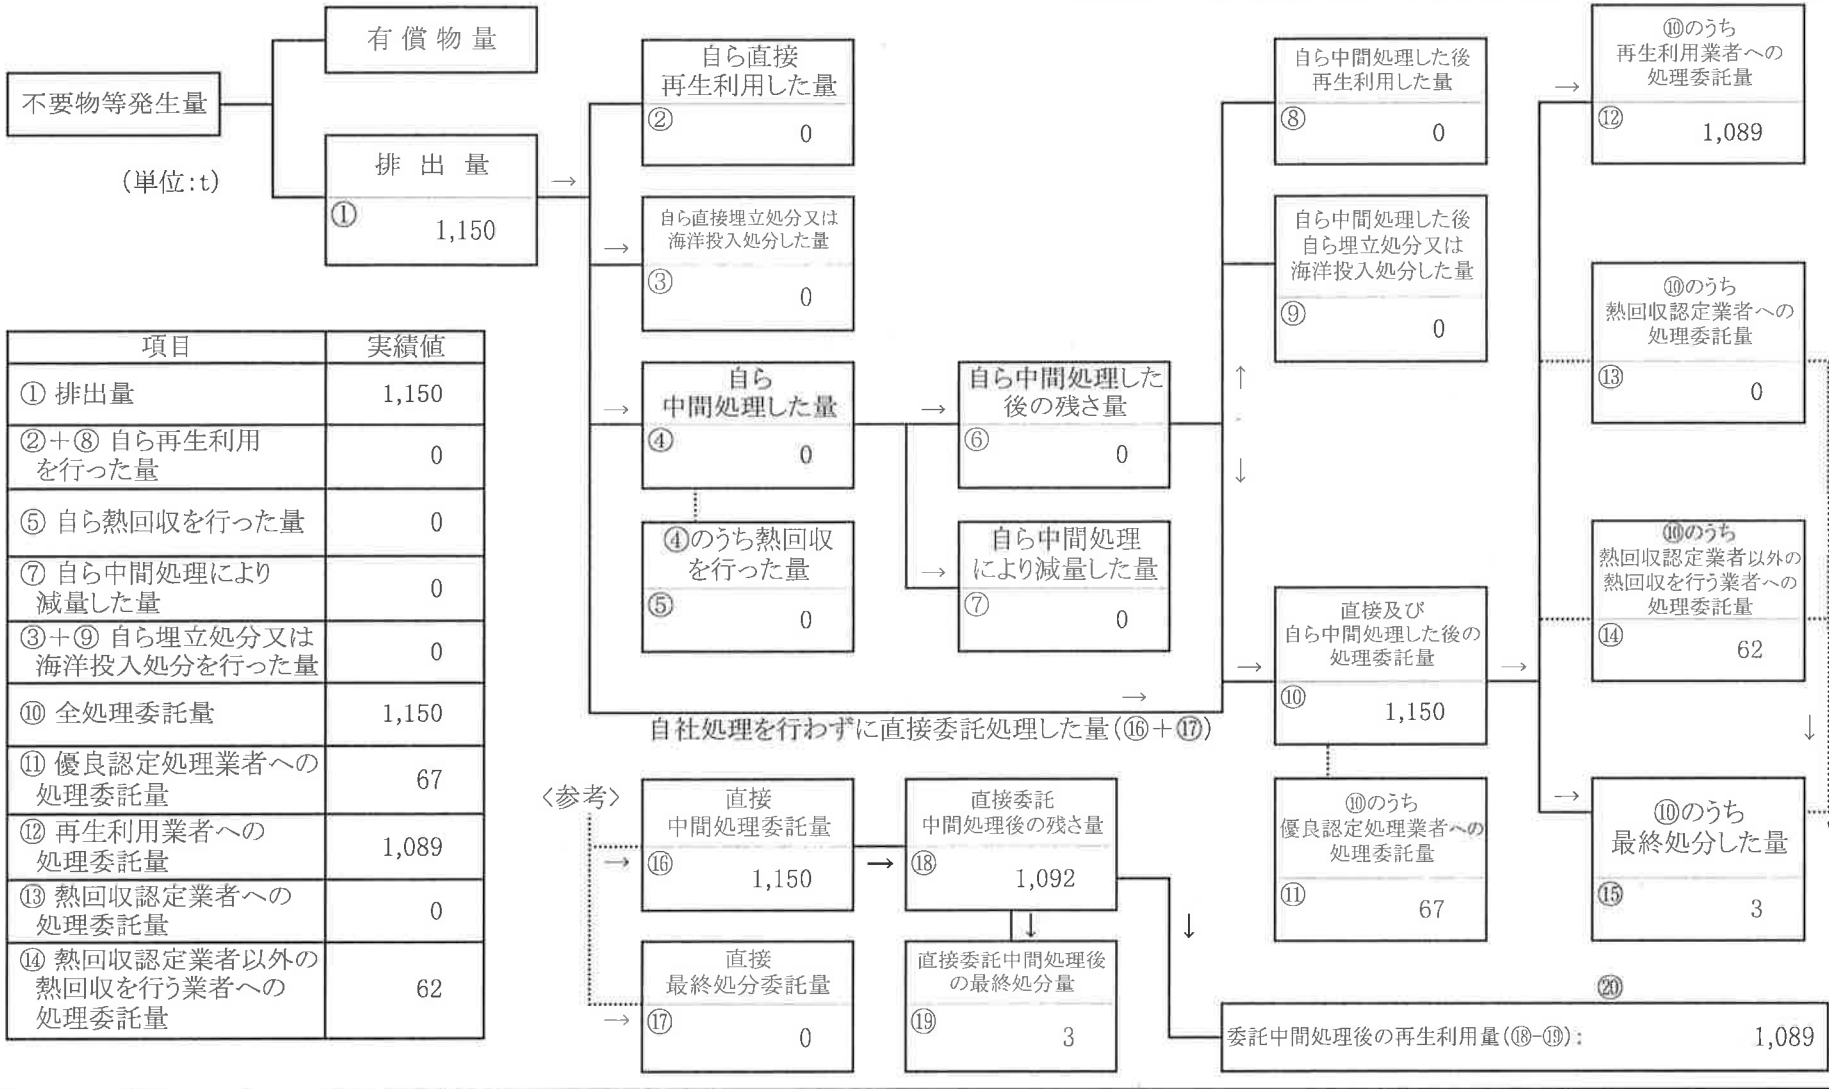 有償物量
不要物等発生量
(単位:t)
排出量
①
1,150
自ら直接
再生利用した量
②
0
自ら直接埋立処分又は
海洋投入処分した量
③
0
自ら
中間処理した量
④
0
④のうち熱回収
を行った量
⑤
0
自ら中間処理した
後の残さ量
⑥
0
自ら中間処理
により減量した量
⑦
0
自社処理を行わずに直接委託処理した量(⑯+⑰)
自ら中間処理した後
再生利用した量
⑧
0
自ら中間処理した後
自ら埋立処分又は
海洋投入処分した量
⑨
0
直接及び
自ら中間処理した後の
処理委託量
⑩
1,150
⑩のうち
優良認定処理業者への
処理委託量
⑪
67
⑩のうち
再生利用業者への
処理委託量
⑫
1,089
⑩のうち
熱回収認定業者への
処理委託量
⑬
0
⑩のうち
熱回収認定業者以外の
熱回収を行う業者への
処理委託量
⑭
62
⑩のうち
最終処分した量
⑮
3
項目 実績値
① 排出量 1,150
②+⑧ 自ら再生利用
を行った量 0
⑤ 自ら熱回収を行った量 0
⑦ 自ら中間処理により
減量した量 0
③+⑨ 自ら埋立処分又は
海洋投入処分を行った量 0
⑩ 全処理委託量 1,150
⑪ 優良認定処理業者への
処理委託量 67
⑫ 再生利用業者への
処理委託量 1,089
⑬ 熱回収認定業者への
処理委託量 0
⑭ 熱回収認定業者以外の
熱回収を行う業者への
処理委託量 62
〈参考〉
直接
中間処理委託量
⑯
1,150
直接
最終処分委託量
⑰
0
直接委託
中間処理後の残さ量
⑱
1,092
直接委託中間処理後
の最終処分量
⑲
3
⑳
委託中間処理後の再生利用量(⑱-⑲): 1,089